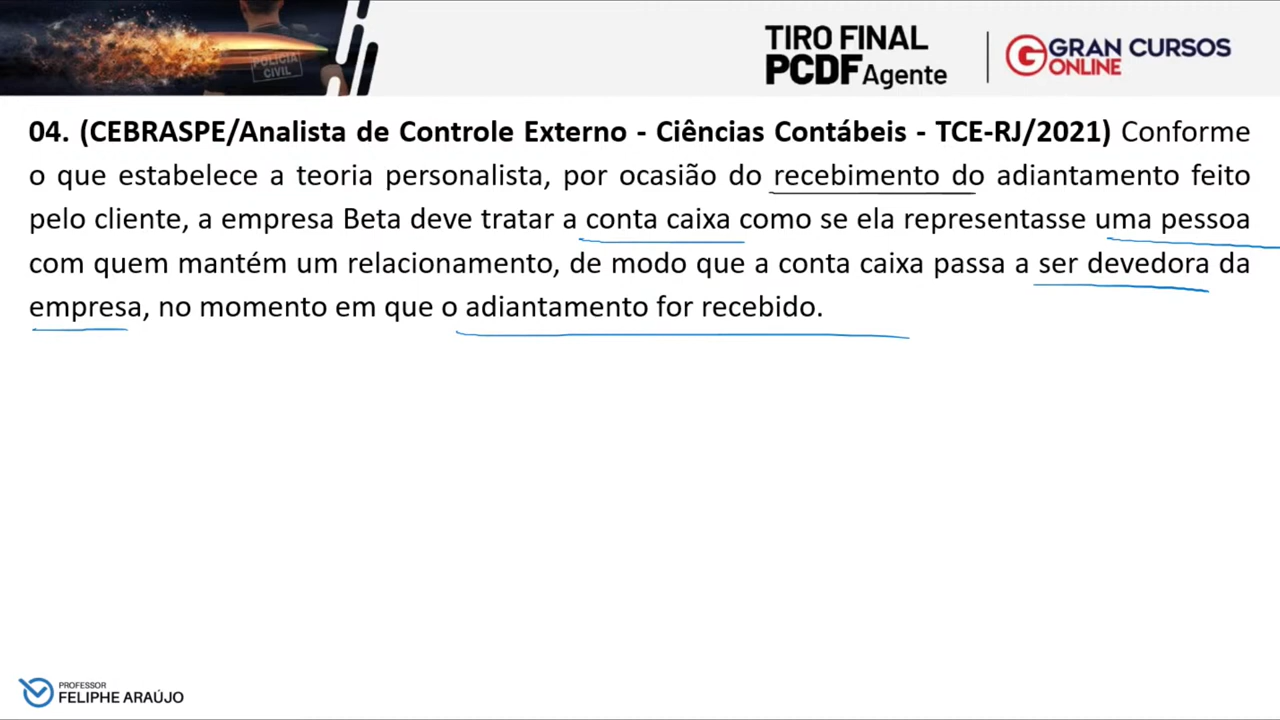 POLÍCIA
CIVIL
TIRO FINAL
PCDF Agente
GRAN CURSOS
ONLINE
04. (CEBRASPE/Analista de Controle Externo - Ciências Contábeis - TCE-RJ/2021) Conforme
o que estabelece a teoria personalista, por ocasião do recebimento do adiantamento feito
pelo cliente, a empresa Beta deve tratar a conta caixa como se ela representasse uma pessoa
com quem mantém um relacionamento, de modo que a conta caixa passa a ser devedora da
empresa, no momento em que o adiantamento for recebido.
PROFESSOR
FELIPHE ARAÚJO